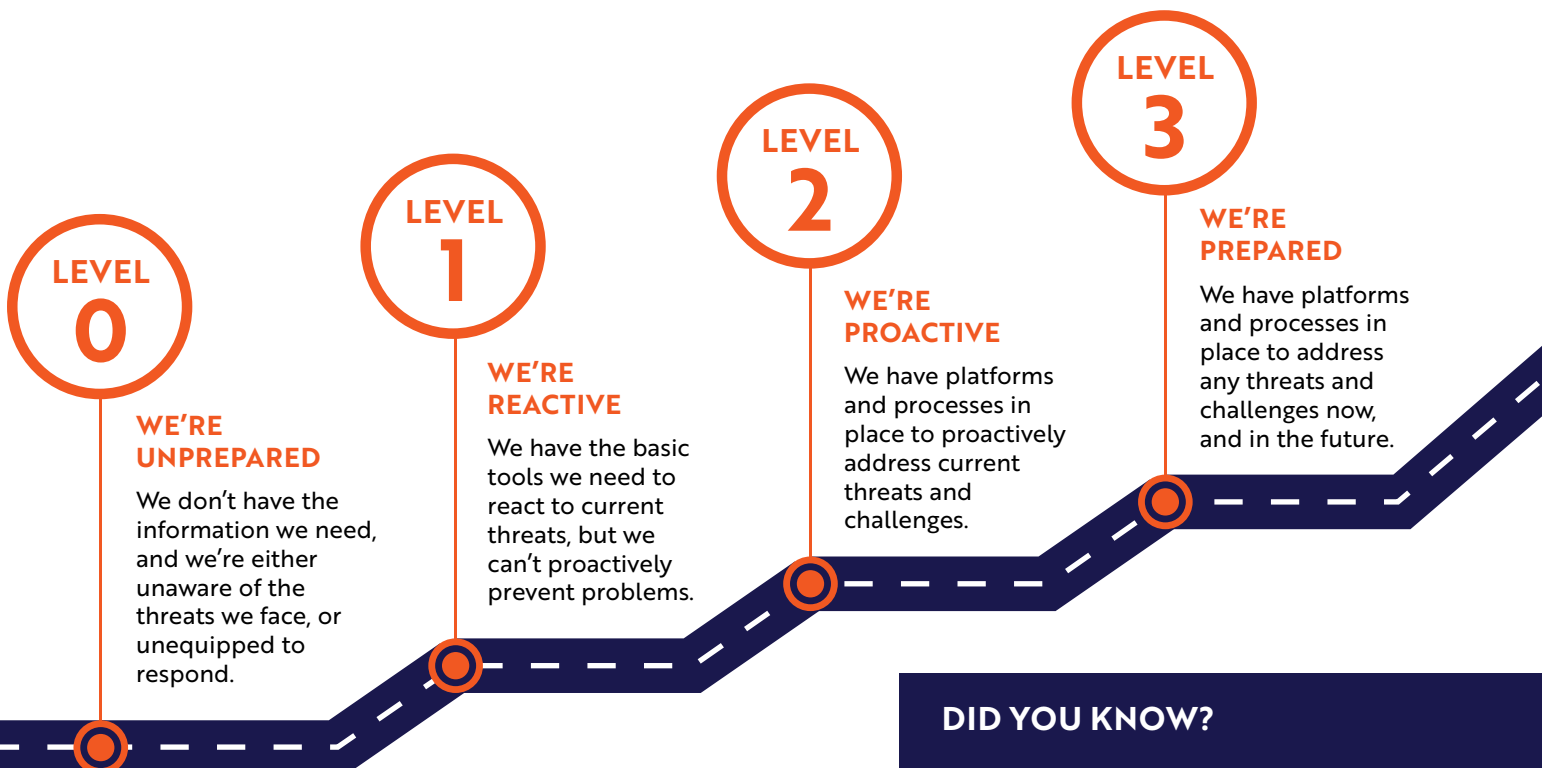 LEVEL
0
WE’RE
UNPREPARED
We don’t have the
information we need,
and we’re either
unaware of the
threats we face, or
unequipped to
respond.
LEVEL
1
WE’RE
REACTIVE
We have the basic
tools we need to
react to current
threats, but we
can’t proactively
prevent problems.
LEVEL
2
WE’RE
PROACTIVE
We have platforms
and processes in
place to proactively
address current
threats and
challenges.
LEVEL
3
WE’RE
PREPARED
We have platforms
and processes in
place to address
any threats and
challenges now,
and in the future.
DID YOU KNOW?